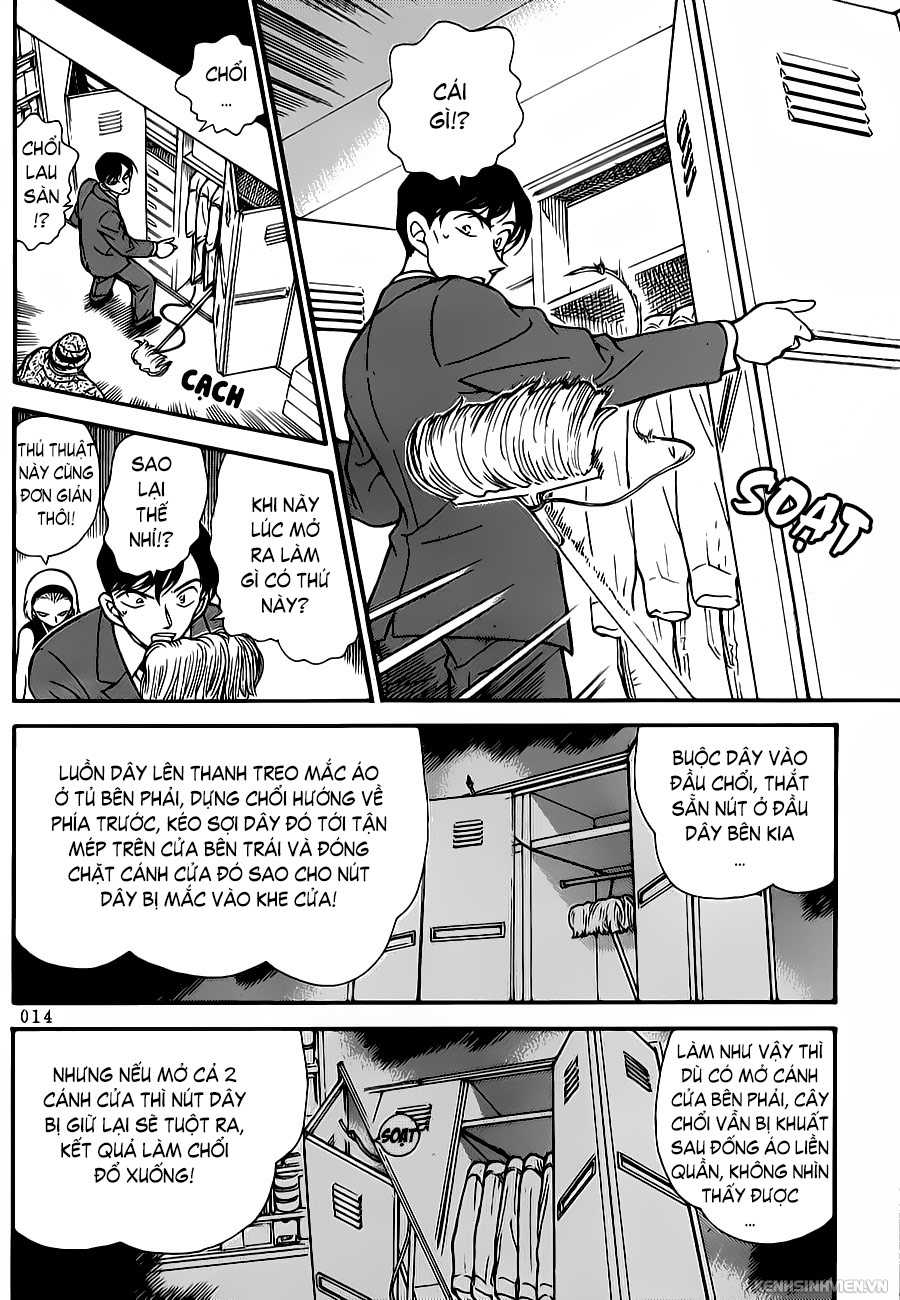 CÁI
GÌ!?
SOẠT
CHỔI
...
CHỔI
LAU
SÀN
!?
CẠCH
KHI NÀY
LÚC MỞ
RA LÀM
GÌ CÓ THỨ
NÀY?
SAO
LẠI
THẾ
NHỈ!?
THỦ THUẬT
NÀY CŨNG
ĐƠN GIẢN
THÔI!
BUỘC DÂY VÀO
ĐẦU CHỔI, THẮT
SẴN NÚT Ở ĐẦU
DÂY BÊN KIA
...
LUỒN DÂY LÊN THANH TREO MẮC ÁO
Ở TỦ BÊN PHẢI, DỰNG CHỔI HƯỚNG VỀ
PHÍA TRƯỚC, KÉO SỢI DÂY ĐÓ TỚI TẬN
MÉP TRÊN CỬA BÊN TRÁI VÀ ĐÓNG
CHẶT CÁNH CỬA ĐÓ SAO CHO NÚT
DÂY BỊ MẮC VÀO KHE CỬA!
014
LÀM NHƯ VẬY THÌ
DÙ CÓ MỞ CÁNH
CỬA BÊN PHẢI, CÂY
CHỔI VẪN BỊ KHUẤT
SAU ĐỐNG ÁO LIỀN
QUẦN, KHÔNG NHÌN
THẤY ĐƯỢC
...
SOẠT
NHƯNG NẾU MỞ CẢ 2
CÁNH CỬA THÌ NÚT DÂY
BỊ GIỮ LẠI SẼ TUỘT RA,
KẾT QUẢ LÀM CHỔI
ĐỔ XUỐNG!
KENHSINHVIEN.VN